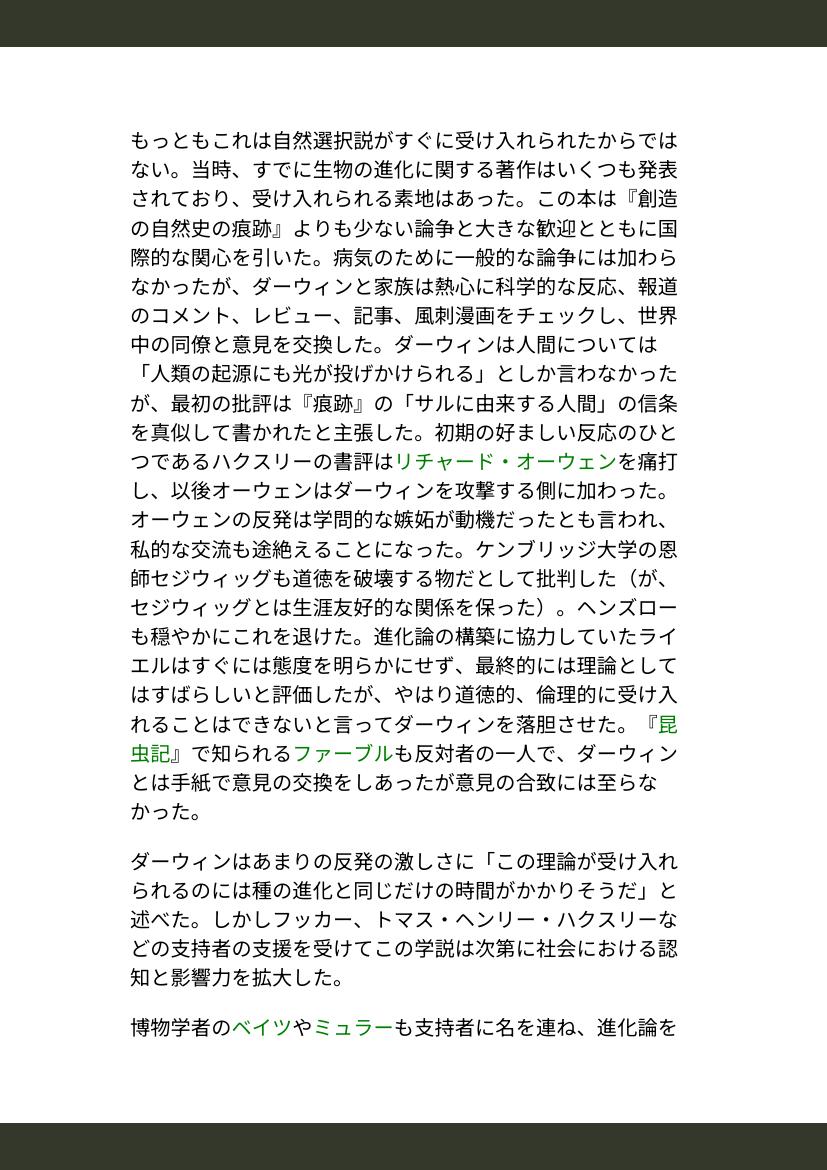 もっともこれは自然選択説がすぐに受け入れられたからでは
ない。当時、すでに生物の進化に関する著作はいくつも発表
されており、受け入れられる素地はあった。この本は『創造
の自然史の痕跡』よりも少ない論争と大きな歓迎とともに国
際的な関心を引いた。病気のために一般的な論争には加わら
なかったが、ダーウィンと家族は熱心に科学的な反応、報道
のコメント、レビュー、記事、風刺漫画をチェックし、世界
中の同僚と意見を交換した。ダーウィンは人間については
「人類の起源にも光が投げかけられる」としか言わなかった
が、最初の批評は『痕跡』の「サルに由来する人間」の信条
を真似して書かれたと主張した。初期の好ましい反応のひと
つであるハクスリーの書評はリチャード・オーウェンを痛打
し、以後オーウェンはダーウィンを攻撃する側に加わった。
オーウェンの反発は学問的な嫉妬が動機だったとも言われ、
私的な交流も途絶えることになった。ケンブリッジ大学の恩
師セジウィッグも道徳を破壊する物だとして批判した（が、
セジウィッグとは生涯友好的な関係を保った）。ヘンズロー
も穏やかにこれを退けた。進化論の構築に協力していたライ
エルはすぐには態度を明らかにせず、最終的には理論として
はすばらしいと評価したが、やはり道徳的、倫理的に受け入
れることはできないと言ってダーウィンを落胆させた。『昆
虫記』で知られるファーブルも反対者の一人で、ダーウィン
とは手紙で意見の交換をしあったが意見の合致には至らな
かった。
ダーウィンはあまりの反発の激しさに「この理論が受け入れ
られるのには種の進化と同じだけの時間がかかりそうだ」と
述べた。しかしフッカー、トマス・ヘンリー・ハクスリーな
どの支持者の支援を受けてこの学説は次第に社会における認
知と影響力を拡大した。
博物学者のベイツやミュラーも支持者に名を連ね、進化論を